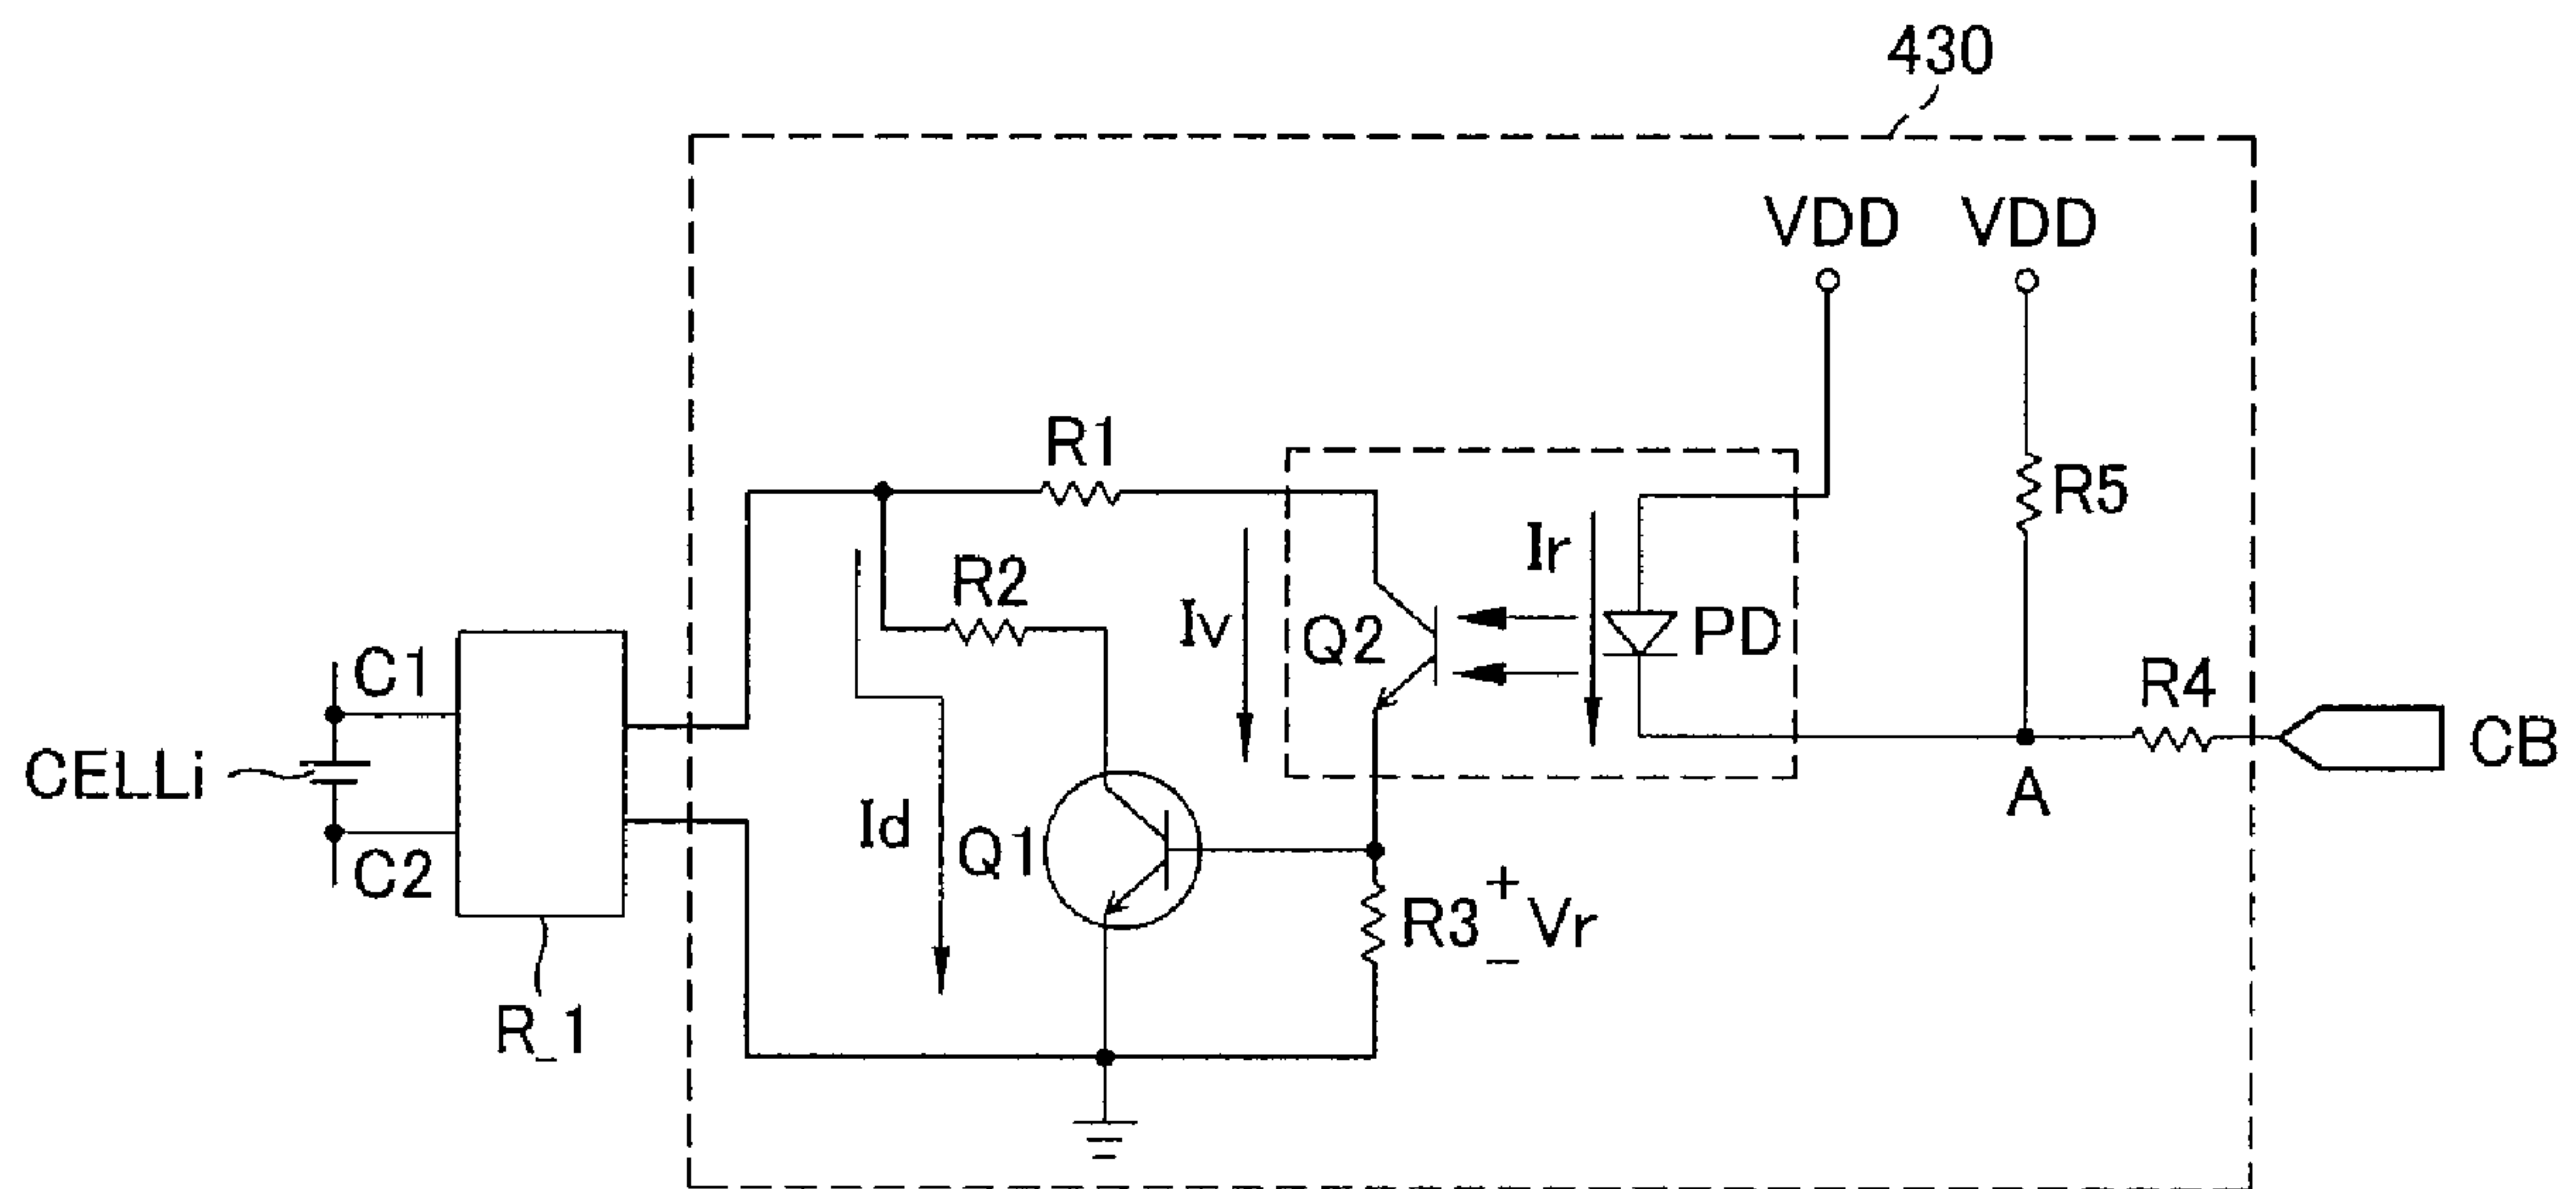 430
VDD VDD
R1
R5
R2
Iv
Ir
Q2
PD
C1
R4
CELLi
CB
A
Id
Q1
C2
R3
+
Vr
−
R_1